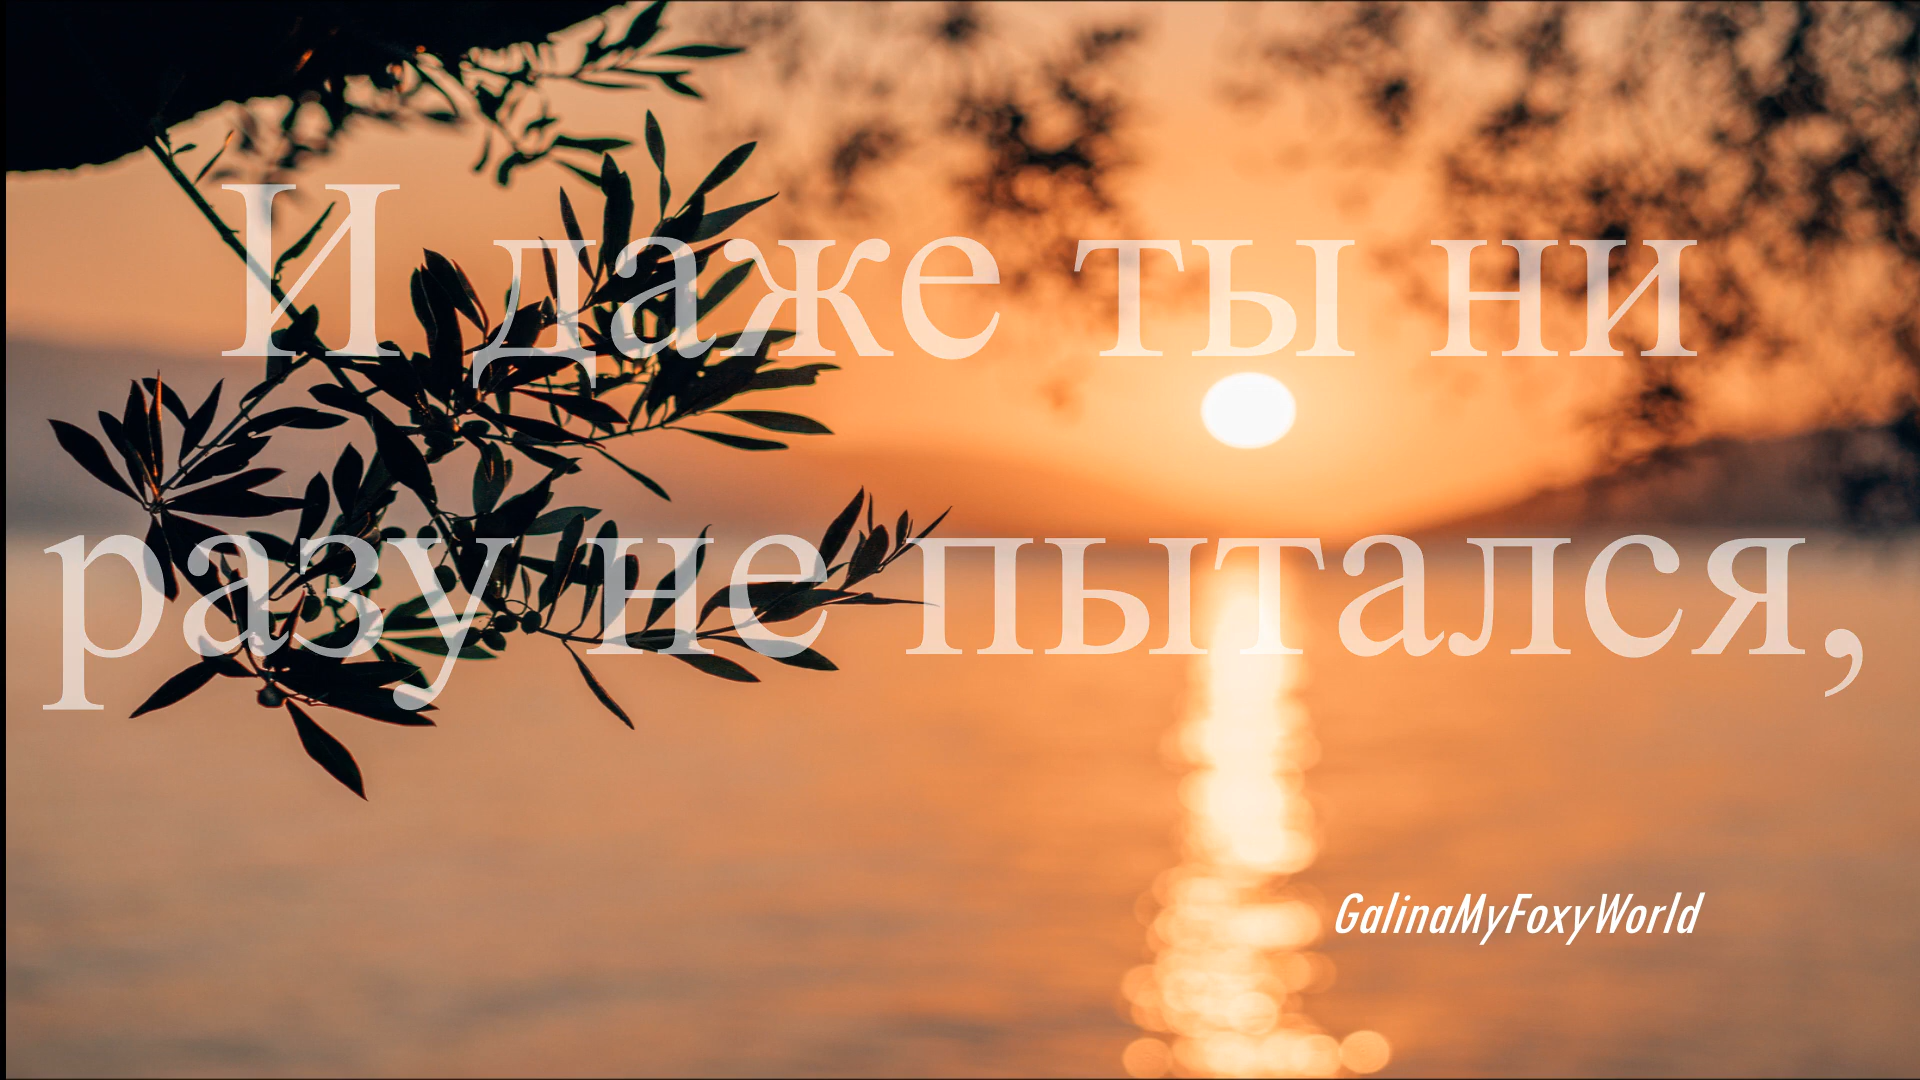 И даже ты ни
разу не пытался,
GalinaMyFoxyWorld